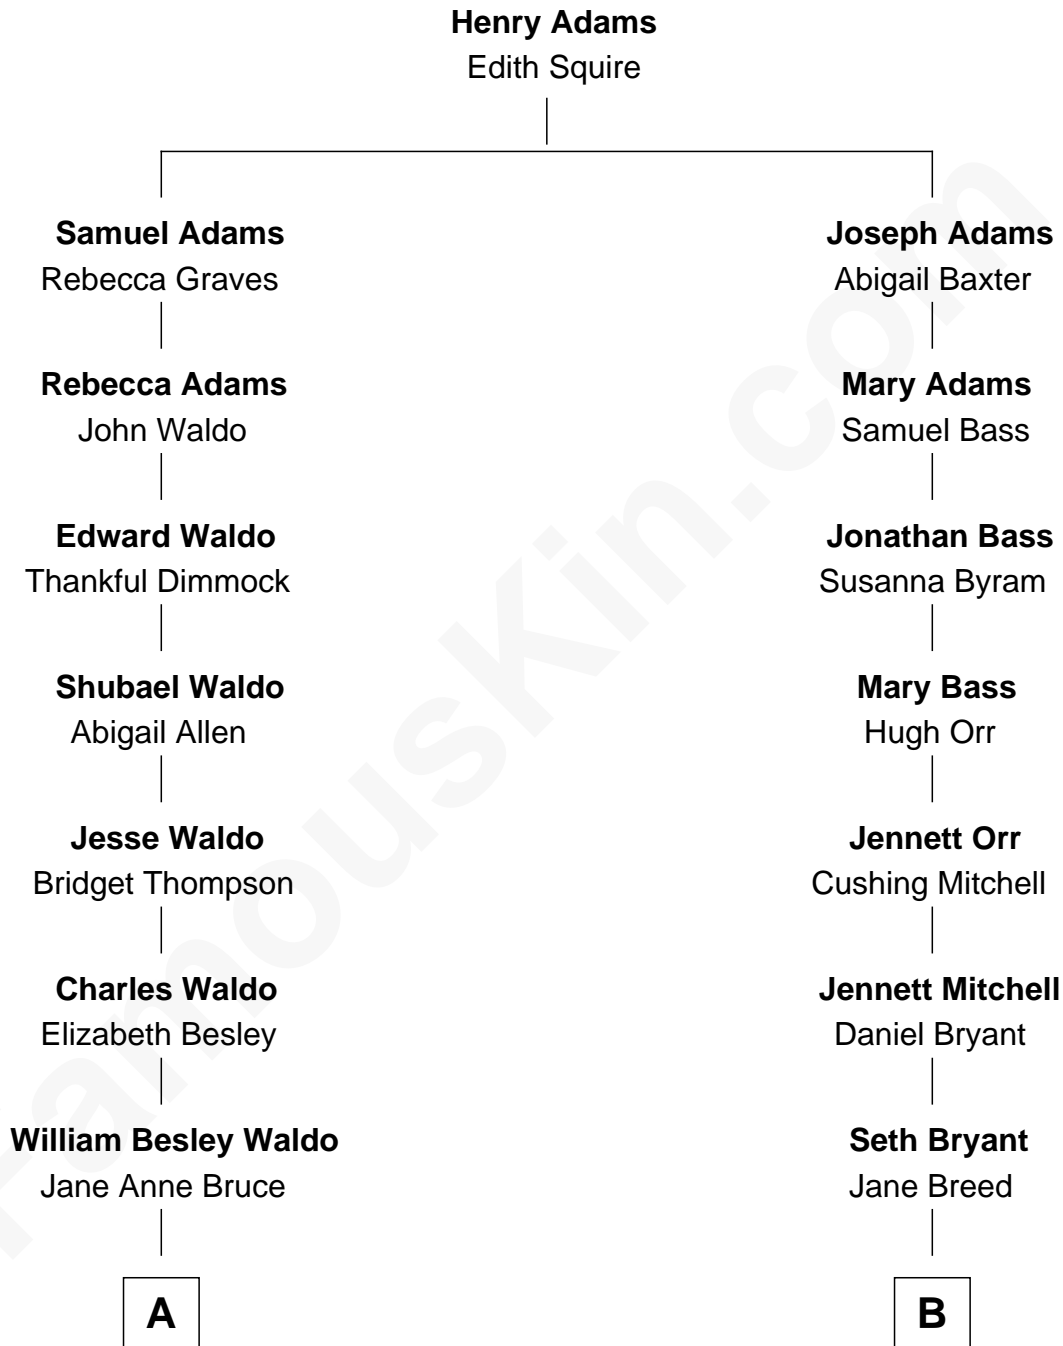 Henry Adams
Edith Squire
Samuel Adams
Rebecca Graves
Joseph Adams
Abigail Baxter
Rebecca Adams
John Waldo
Mary Adams
Samuel Bass
Edward Waldo
Thankful Dimmock
Jonathan Bass
Susanna Byram
Shubael Waldo
Abigail Allen
Mary Bass
Hugh Orr
Jesse Waldo
Bridget Thompson
Jennett Orr
Cushing Mitchell
Charles Waldo
Elizabeth Besley
Jennett Mitchell
Daniel Bryant
William Besley Waldo
Jane Anne Bruce
Seth Bryant
Jane Breed
A
B
FamousKin.com